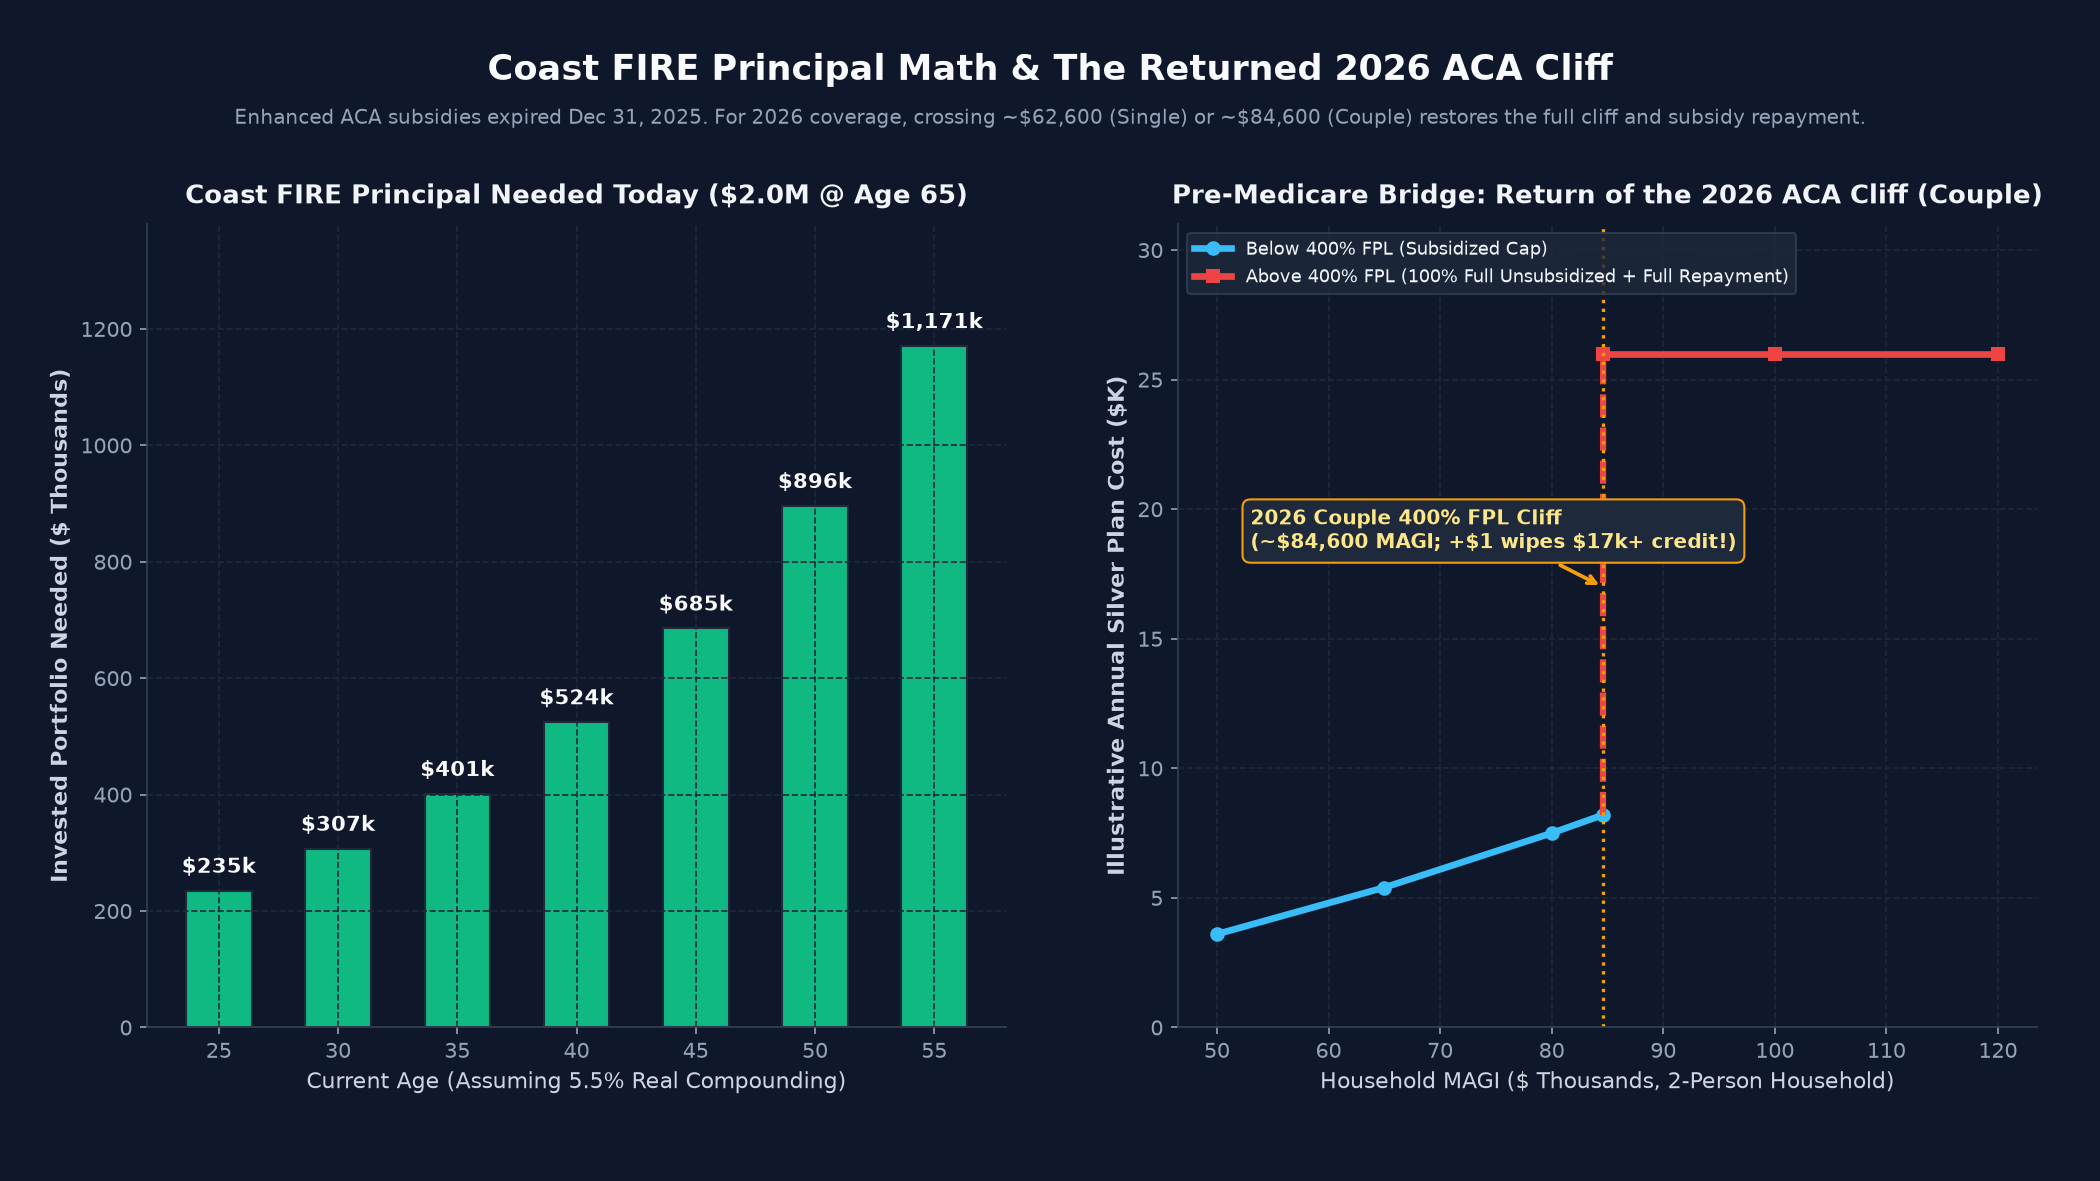 Coast FIRE Principal Math & The Returned 2026 ACA Cliff
Enhanced ACA subsidies expired Dec 31, 2025. For 2026 coverage, crossing ~$62,600 (Single) or ~$84,600 (Couple) restores the full cliff and subsidy repayment.
Coast FIRE Principal Needed Today ($2.0M @ Age 65)
Invested Portfolio Needed ($ Thousands)
1200
1000
800
600
400
200
0
$235k
$307k
$401k
$524k
$685k
$896k
$1,171k
25
30
35
40
45
50
55
Current Age (Assuming 5.5% Real Compounding)
Pre-Medicare Bridge: Return of the 2026 ACA Cliff (Couple)
Below 400% FPL (Subsidized Cap)
Above 400% FPL (100% Full Unsubsidized + Full Repayment)
Illustrative Annual Silver Plan Cost ($K)
30
25
20
15
10
5
0
2026 Couple 400% FPL Cliff
(~$84,600 MAGI; +$1 wipes $17k+ credit!)
50
60
70
80
90
100
110
120
Household MAGI ($ Thousands, 2-Person Household)